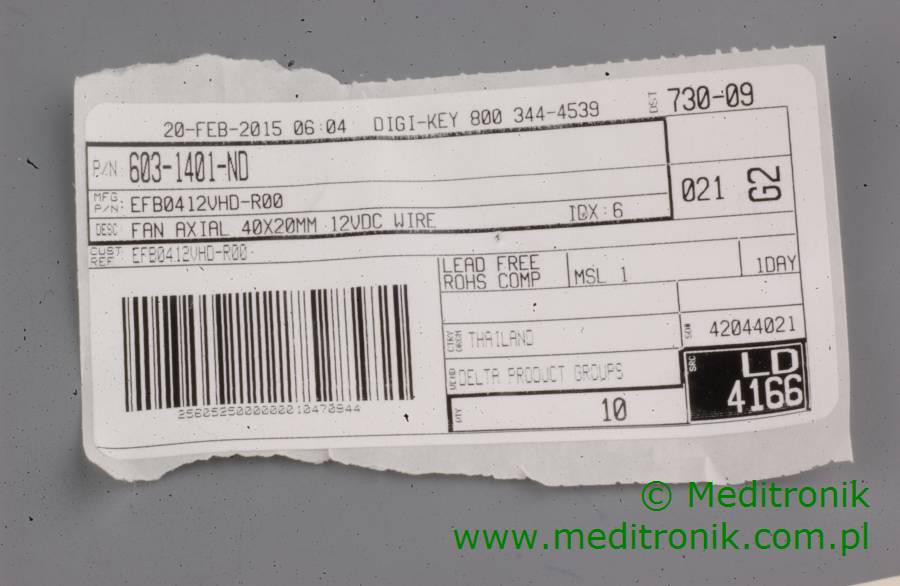 20-FEB-2015 06:04 DIGI-KEY 800 344-4539 DST 730-09
P/N: 603-1401-ND
MFG P/N: EFB0412VHD-R00
021 G2
DESC FAN AXIAL 40X20MM 12VDC WIRE IQX:6
CUST REF EFB0412VHD-R00
LEAD FREE
ROHS COMP MSL 1 1DAY
CTRY ORGN THAILAND SO# 42044021
VEND DELTA PRODUCT GROUPS SRC LD
QTY 10 4166
2560525000000010470944
© Meditronik
www.meditronik.com.pl